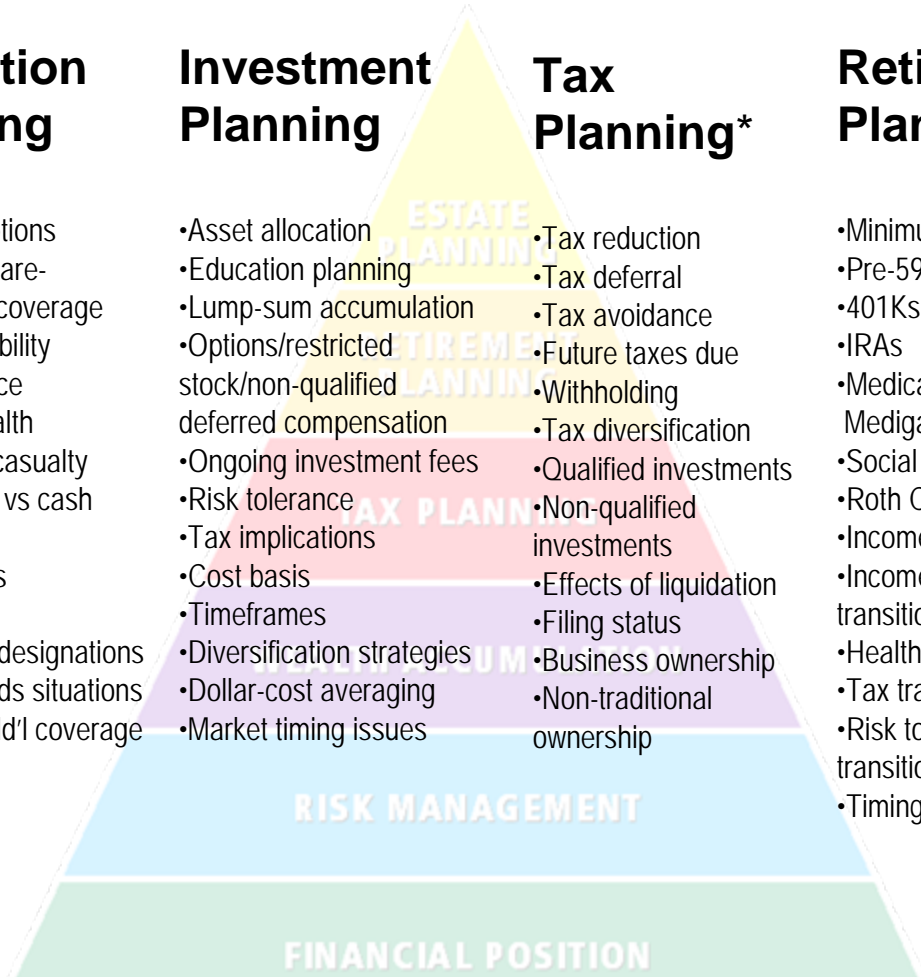 tion
ng
tions
are-
coverage
bility
ce
alth
casualty
vs cash
s
designations
ds situations
d'l coverage
Investment
Planning
•Asset allocation
•Education planning
•Lump-sum accumulation
•Options/restricted
stock/non-qualified
deferred compensation
•Ongoing investment fees
•Risk tolerance
•Tax implications
•Cost basis
•Timeframes
•Diversification strategies
•Dollar-cost averaging
•Market timing issues
Tax
Planning*
•Tax reduction
•Tax deferral
•Tax avoidance
•Future taxes due
•Withholding
•Tax diversification
•Qualified investments
•Non-qualified
investments
•Effects of liquidation
•Filing status
•Business ownership
•Non-traditional
ownership
Reti
Plan
•Minimu
•Pre-59
•401Ks
•IRAs
•Medica
Mediga
•Social
•Roth C
•Income
•Income
transitio
•Health
•Tax tra
•Risk to
transitio
•Timing
ESTATE
PLANNING
RETIREMENT
PLANNING
TAX PLANNING
WEALTH ACCUMULATION
RISK MANAGEMENT
FINANCIAL POSITION